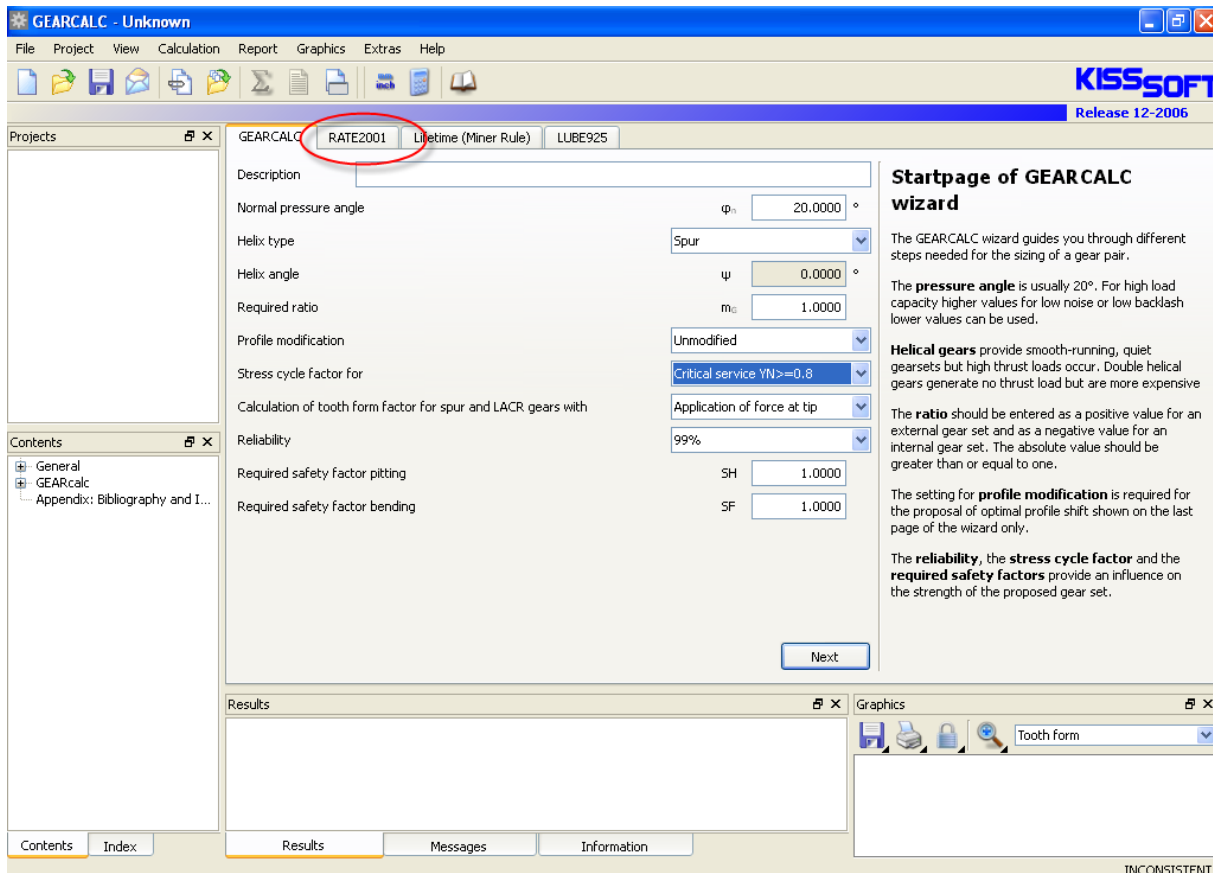 GEARCALC - Unknown
File Project View Calculation Report Graphics Extras Help
mm inch
KISSsOFT
Release 12-2006
Projects
GEARCALC RATE2001 Lifetime (Miner Rule) LUBE925
Description
Normal pressure angle φn 20.0000 °
Helix type Spur
Helix angle ψ 0.0000 °
Required ratio mG 1.0000
Profile modification Unmodified
Stress cycle factor for Critical service YN>=0.8
Calculation of tooth form factor for spur and LACR gears with Application of force at tip
Reliability 99%
Required safety factor pitting SH 1.0000
Required safety factor bending SF 1.0000
Next
Startpage of GEARCALC
wizard
The GEARCALC wizard guides you through different
steps needed for the sizing of a gear pair.
The pressure angle is usually 20°. For high load
capacity higher values for low noise or low backlash
lower values can be used.
Helical gears provide smooth-running, quiet
gearsets but high thrust loads occur. Double helical
gears generate no thrust load but are more expensive
The ratio should be entered as a positive value for an
external gear set and as a negative value for an
internal gear set. The absolute value should be
greater than or equal to one.
The setting for profile modification is required for
the proposal of optimal profile shift shown on the last
page of the wizard only.
The reliability, the stress cycle factor and the
required safety factors provide an influence on
the strength of the proposed gear set.
Contents
General
GEARcalc
Appendix: Bibliography and I...
Contents Index
Results
Results Messages Information
Graphics
Tooth form
INCONSISTENT